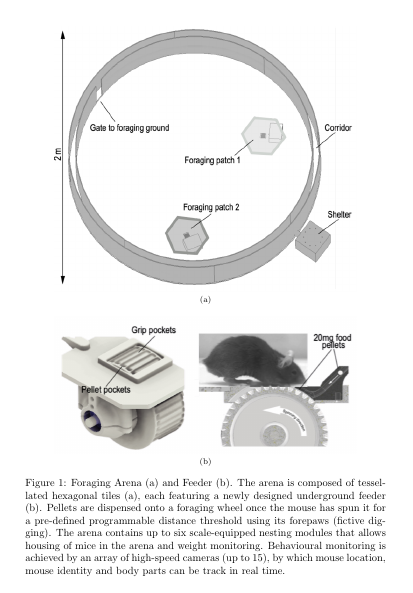 2 m
Gate to foraging ground
Corridor
Foraging patch 1
Foraging patch 2
Shelter
(a)
Grip pockets
Pellet pockets
20mg food
pellets
(b)
Figure 1: Foraging Arena (a) and Feeder (b). The arena is composed of tessel-
lated hexagonal tiles (a), each featuring a newly designed underground feeder
(b). Pellets are dispensed onto a foraging wheel once the mouse has spun it for
a pre-defined programmable distance threshold using its forepaws (fictive dig-
ging). The arena contains up to six scale-equipped nesting modules that allows
housing of mice in the arena and weight monitoring. Behavioural monitoring is
achieved by an array of high-speed cameras (up to 15), by which mouse location,
mouse identity and body parts can be track in real time.